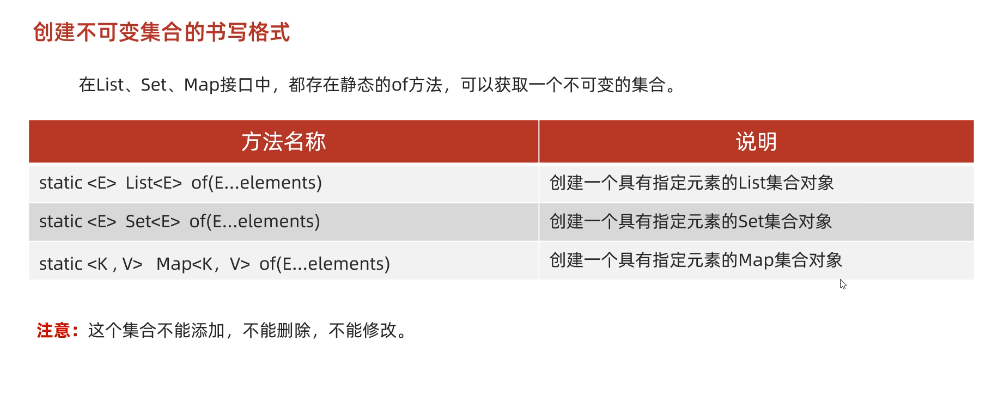 创建不可变集合的书写格式
在List、Set、Map接口中，都存在静态的of方法，可以获取一个不可变的集合。
方法名称 说明
static <E> List<E> of(E...elements) 创建一个具有指定元素的List集合对象
static <E> Set<E> of(E...elements) 创建一个具有指定元素的Set集合对象
static <K , V> Map<K，V> of(E...elements) 创建一个具有指定元素的Map集合对象
注意：这个集合不能添加，不能删除，不能修改。